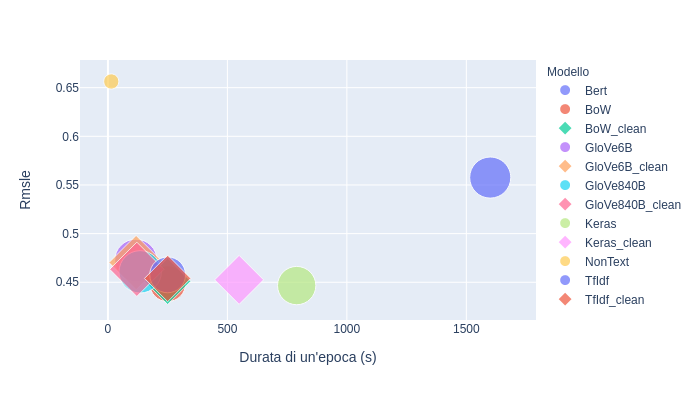 Modello
Bert
BoW
BoW_clean
GloVe6B
GloVe6B_clean
GloVe840B
GloVe840B_clean
Keras
Keras_clean
NonText
TfIdf
TfIdf_clean
0.65
0.6
0.55
0.5
0.45
Rmsle
0 500 1000 1500
Durata di un'epoca (s)